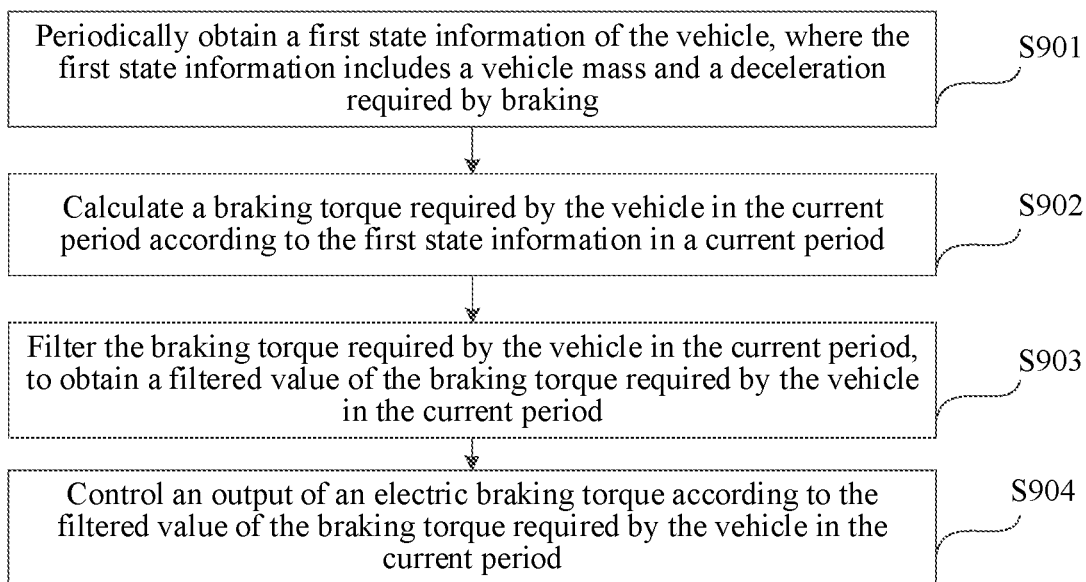 Periodically obtain a first state information of the vehicle, where the
first state information includes a vehicle mass and a deceleration
required by braking
S901
Calculate a braking torque required by the vehicle in the current
period according to the first state information in a current period
S902
Filter the braking torque required by the vehicle in the current period,
to obtain a filtered value of the braking torque required by the vehicle
in the current period
S903
Control an output of an electric braking torque according to the
filtered value of the braking torque required by the vehicle in the
current period
S904